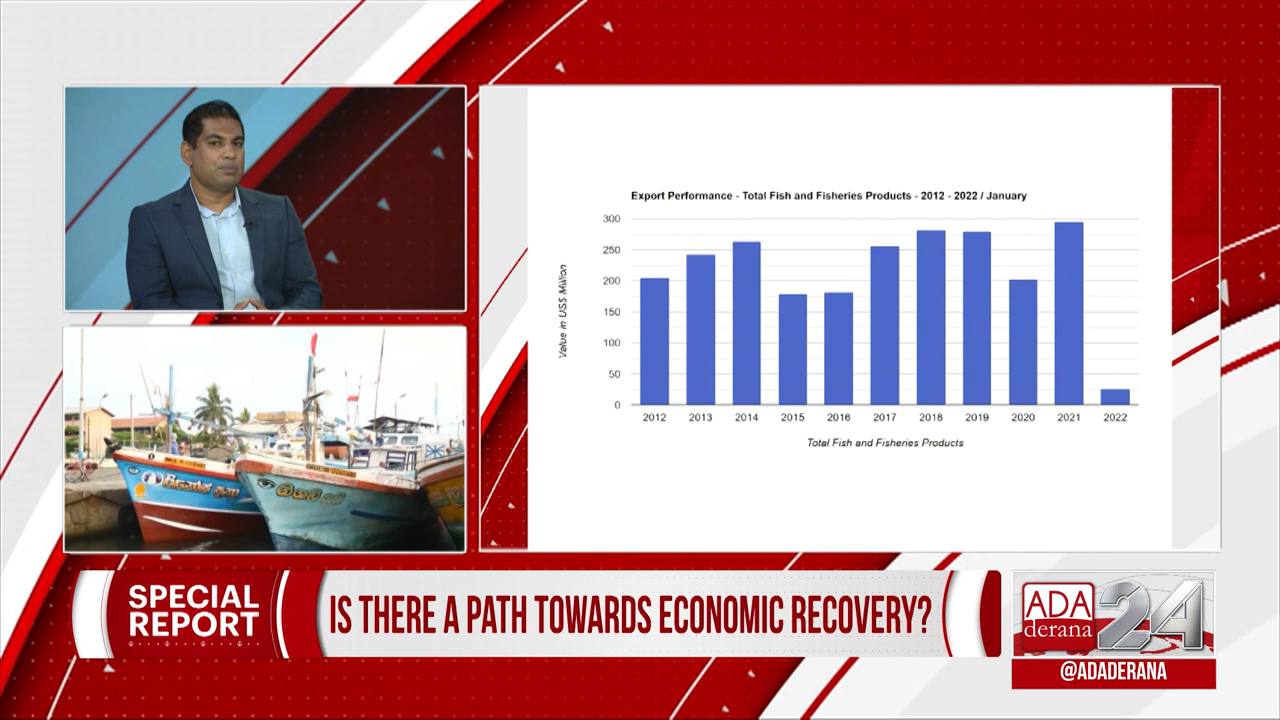 Export Performance - Total Fish and Fisheries Products - 2012 - 2022 / January
Value in US$ Million
300
250
200
150
100
50
0
2012 2013 2014 2015 2016 2017 2018 2019 2020 2021 2022
Total Fish and Fisheries Products
SPECIAL
REPORT
IS THERE A PATH TOWARDS ECONOMIC RECOVERY?
ADA
derana
24
@ADADERANA